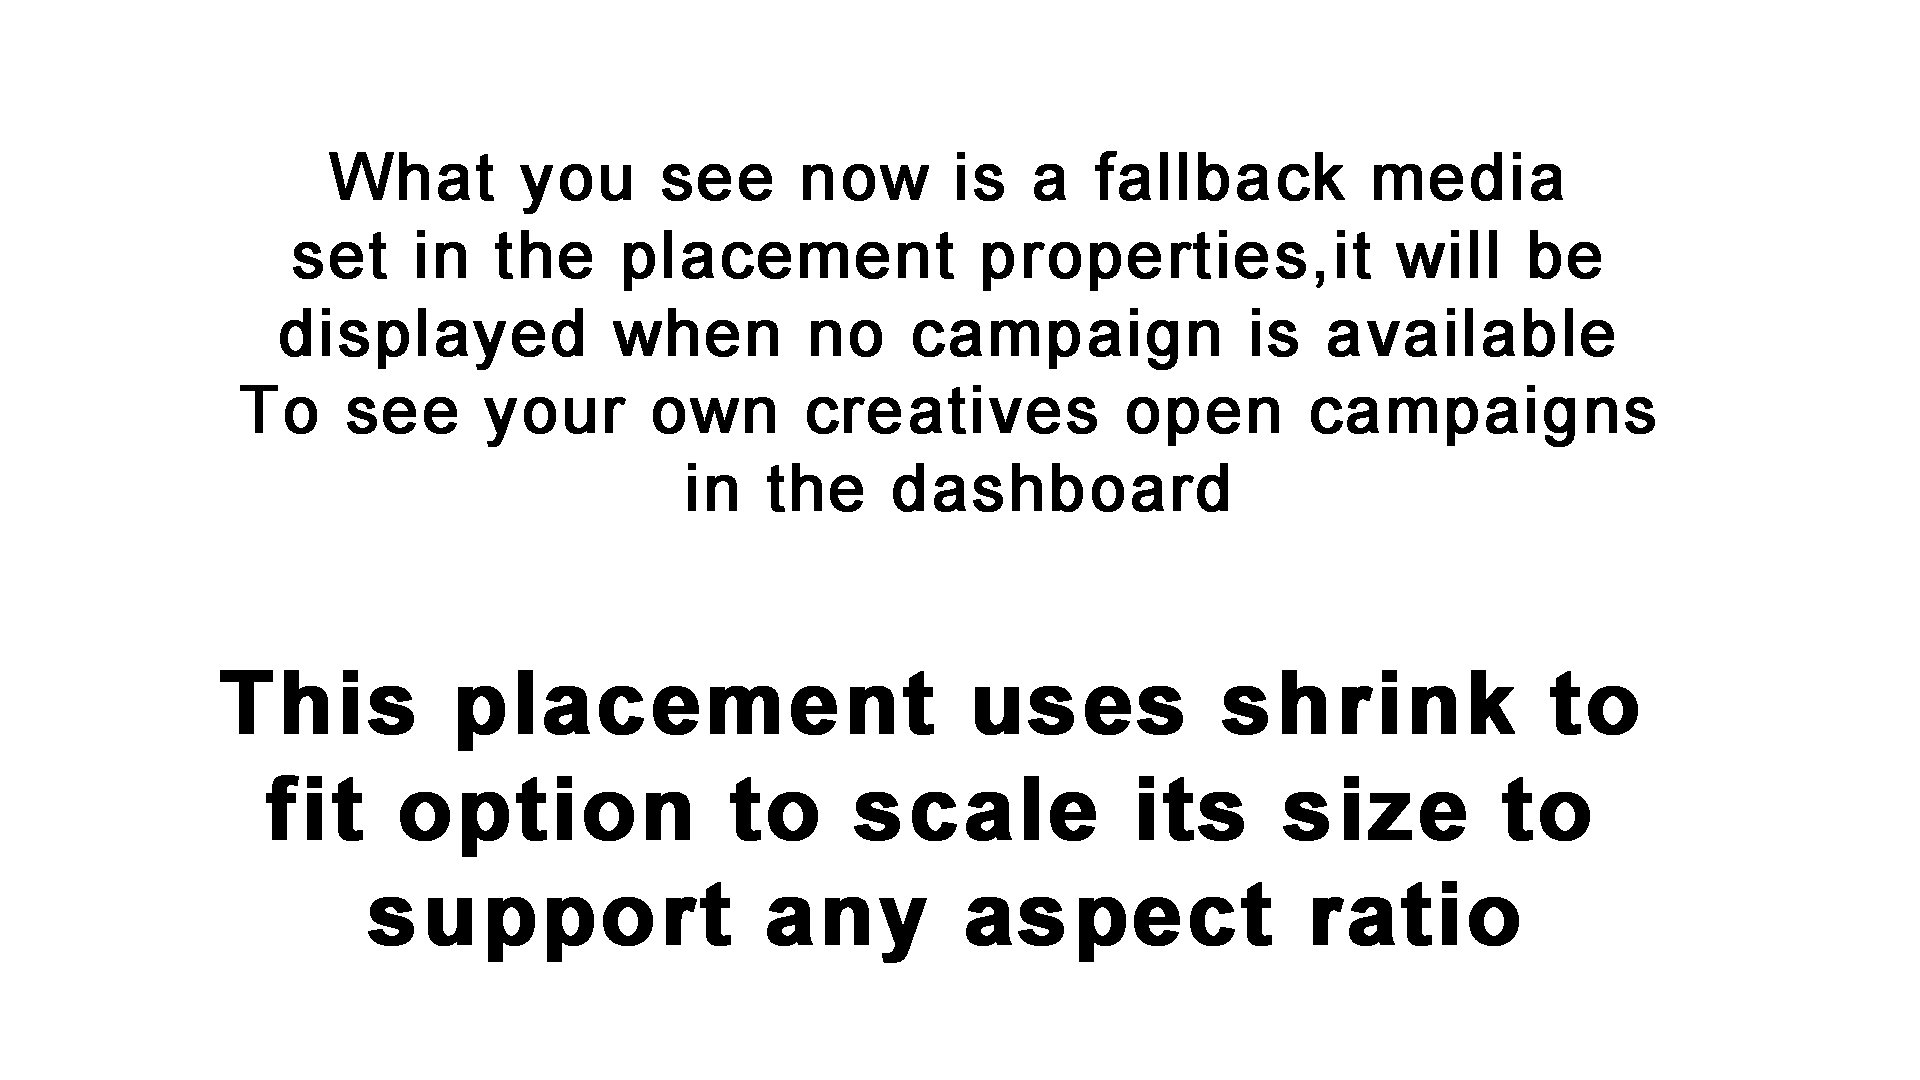 What you see now is a fallback media
set in the placement properties,it will be
displayed when no campaign is available
To see your own creatives open campaigns
in the dashboard
This placement uses shrink to
fit option to scale its size to
support any aspect ratio